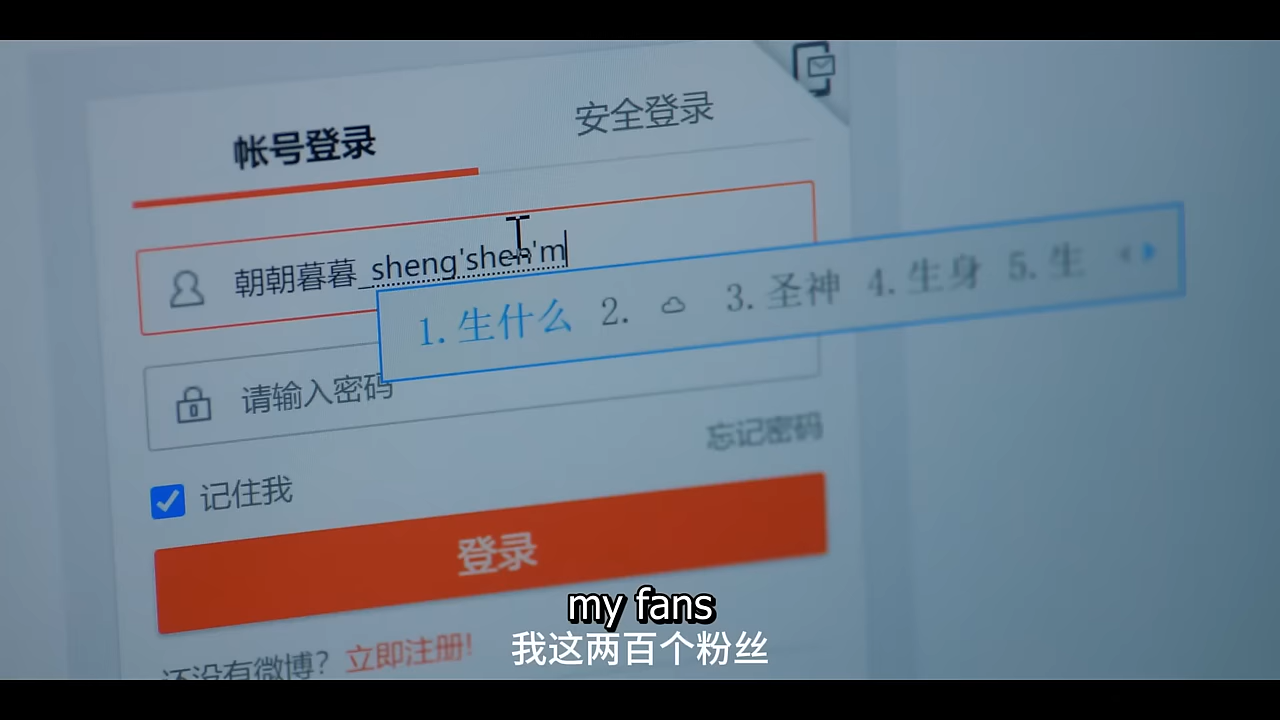 帐号登录
安全登录
朝朝暮暮_sheng'shen'm
1.生什么 2. 3.圣神 4.生身 5.生
请输入密码
忘记密码
记住我
登录
my fans
我这两百个粉丝
还没有微博? 立即注册!